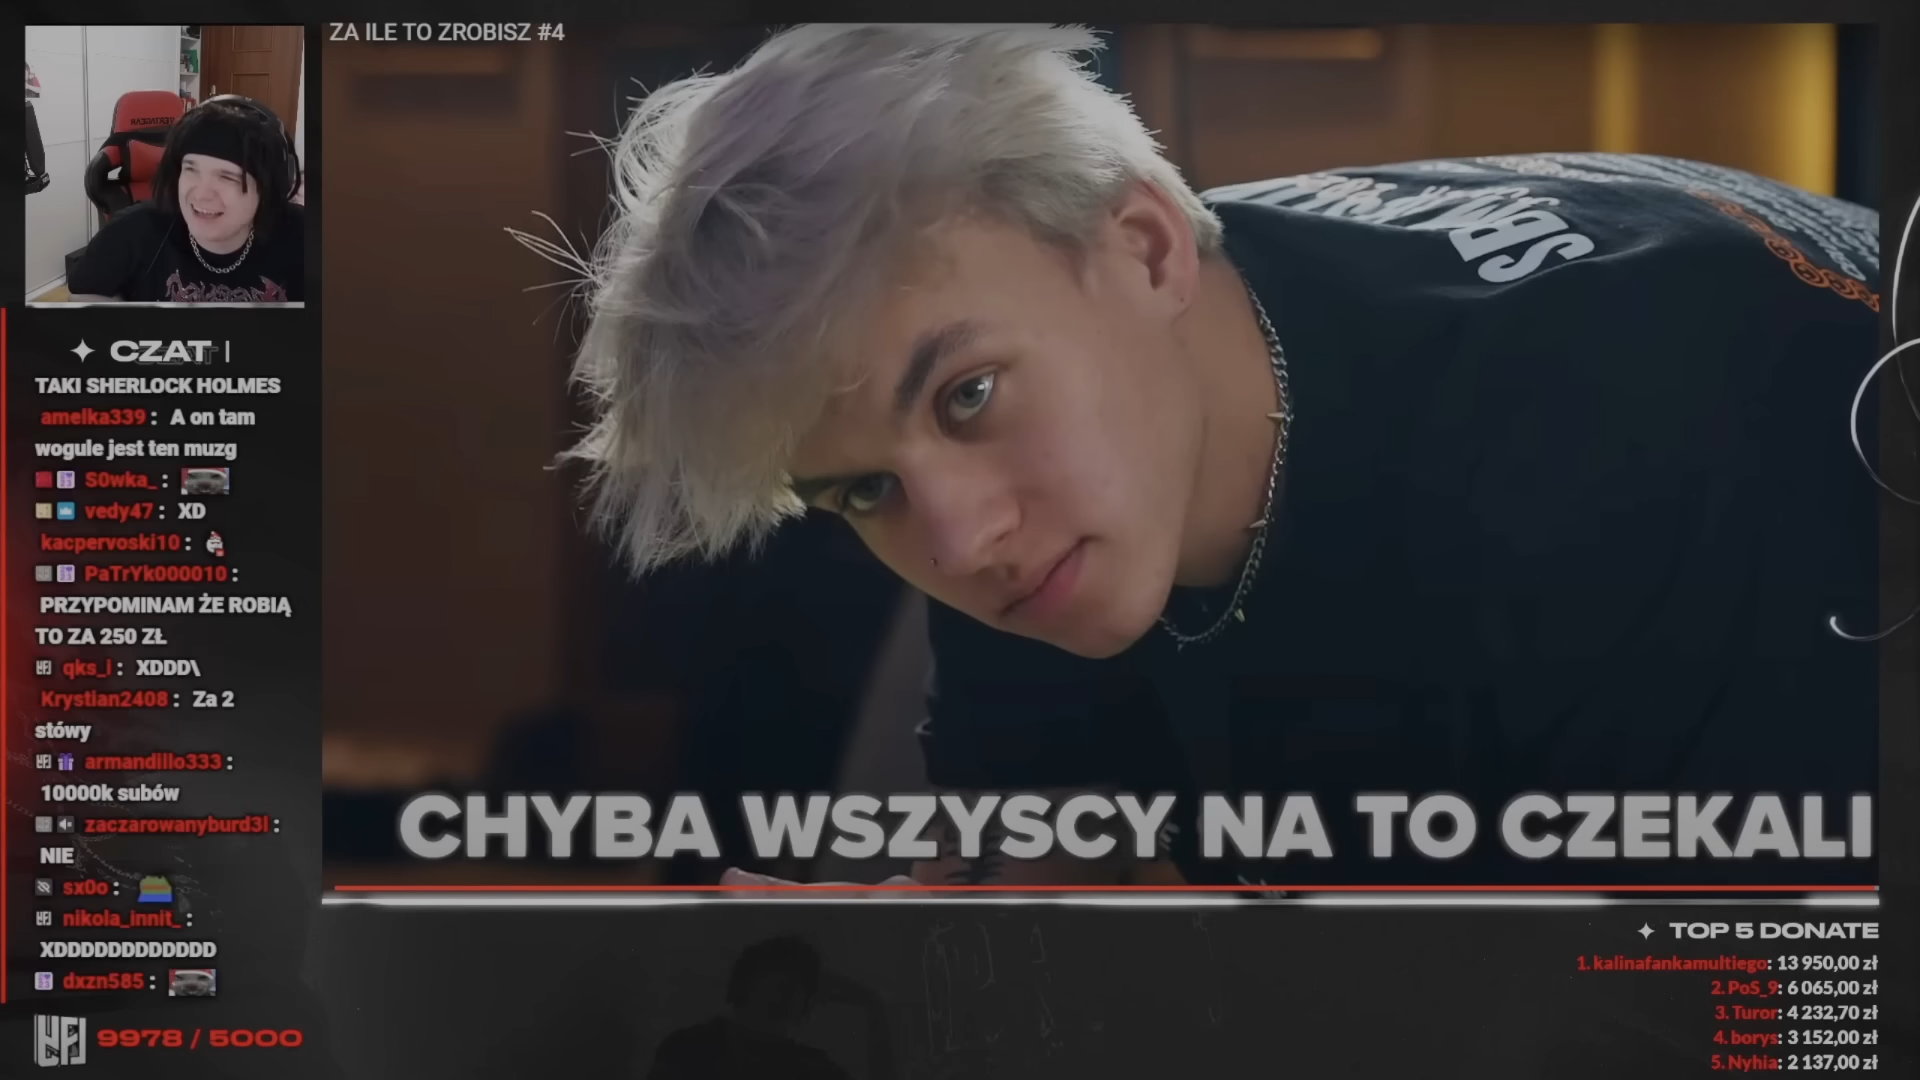 ZA ILE TO ZROBISZ #4
SBM
CZAT
TAKI SHERLOCK HOLMES
amelka339: A on tam
wogule jest ten muzg
S0wka_:
vedy47: XD
kacpervoski10:
PaTrYk000010:
PRZYPOMINAM ŻE ROBIĄ
TO ZA 250 ZŁ
qks_i: XDDD\
Krystian2408: Za 2
stówy
armandillo333:
10000k subów
zaczarowanyburd3l:
NIE
sx0o:
nikola_innit_:
XDDDDDDDDDDDD
dxzn585:
9978 / 5000
CHYBA WSZYSCY NA TO CZEKALI
TOP 5 DONATE
1. kalinafankamultiego: 13 950,00 zł
2. PoS_9: 6 065,00 zł
3. Turor: 4 232,70 zł
4. borys: 3 152,00 zł
5. Nyhia: 2 137,00 zł